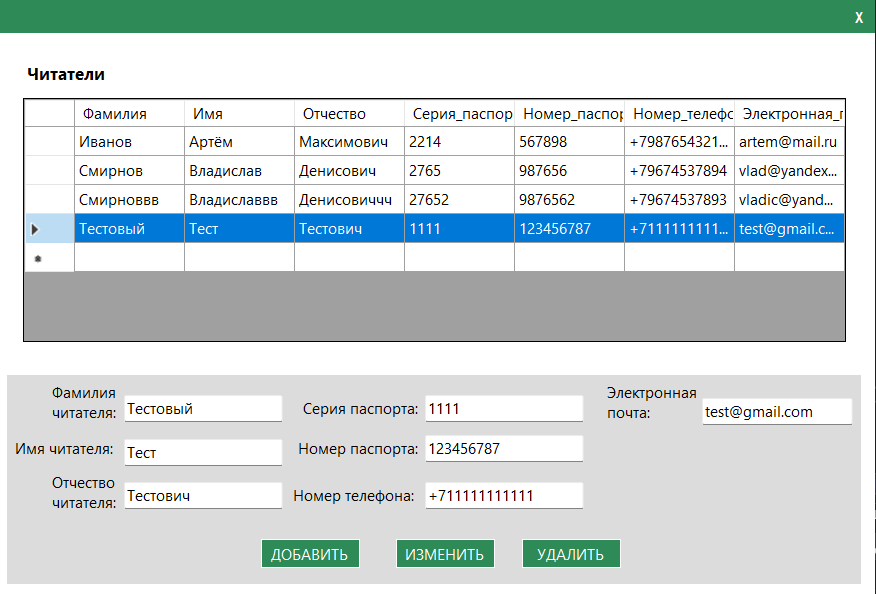 X
Читатели
Фамилия Имя Отчество Серия_паспор Номер_паспор Номер_телефо Электронная_п
Иванов Артём Максимович 2214 567898 +7987654321... artem@mail.ru
Смирнов Владислав Денисович 2765 987656 +79674537894 vlad@yandex...
Смирноввв Владиславвв Денисовиччч 27652 9876562 +79674537893 vladic@yand...
Тестовый Тест Тестович 1111 123456787 +7111111111... test@gmail.c...
Фамилия читателя: Тестовый Серия паспорта: 1111 Электронная почта: test@gmail.com
Имя читателя: Тест Номер паспорта: 123456787
Отчество читателя: Тестович Номер телефона: +711111111111
ДОБАВИТЬ ИЗМЕНИТЬ УДАЛИТЬ